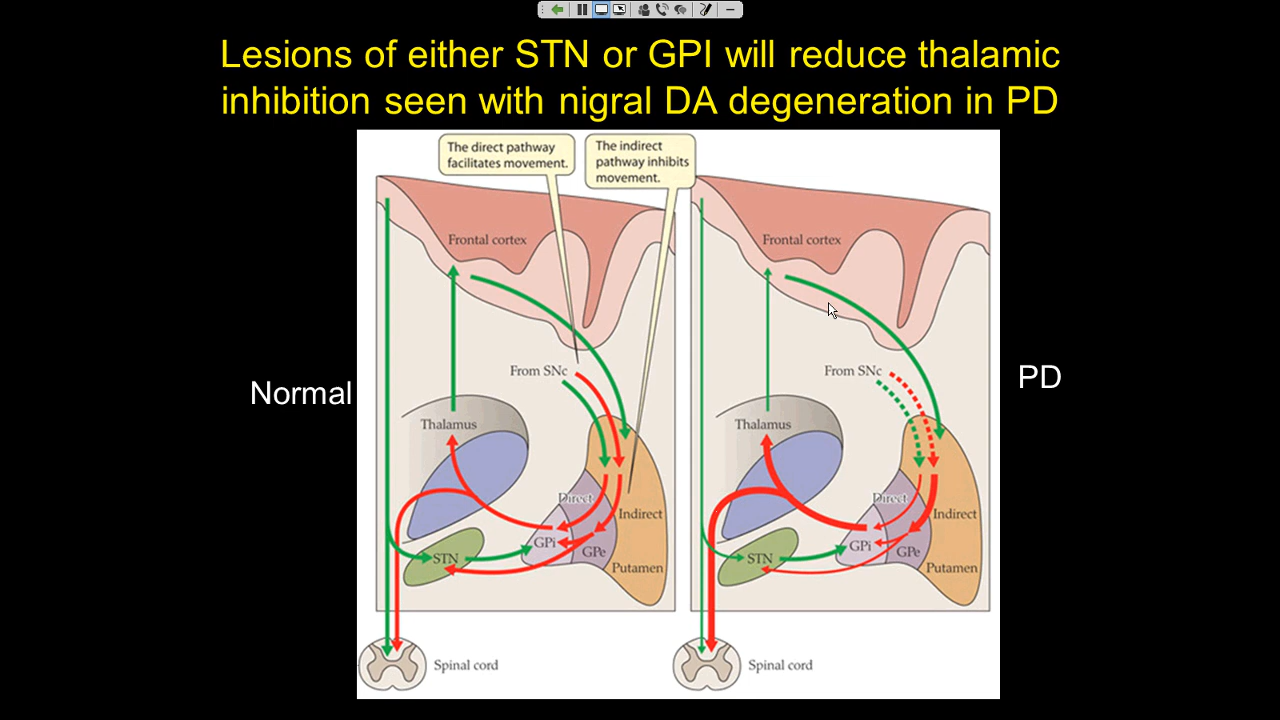 Lesions of either STN or GPI will reduce thalamic
inhibition seen with nigral DA degeneration in PD
The direct pathway
facilitates movement.
The indirect
pathway inhibits
movement.
Frontal cortex
From SNc
Thalamus
Direct
Indirect
GPi
GPe
STN
Putamen
Spinal cord
Normal
Frontal cortex
From SNc
Thalamus
Direct
Indirect
GPi
GPe
STN
Putamen
Spinal cord
PD